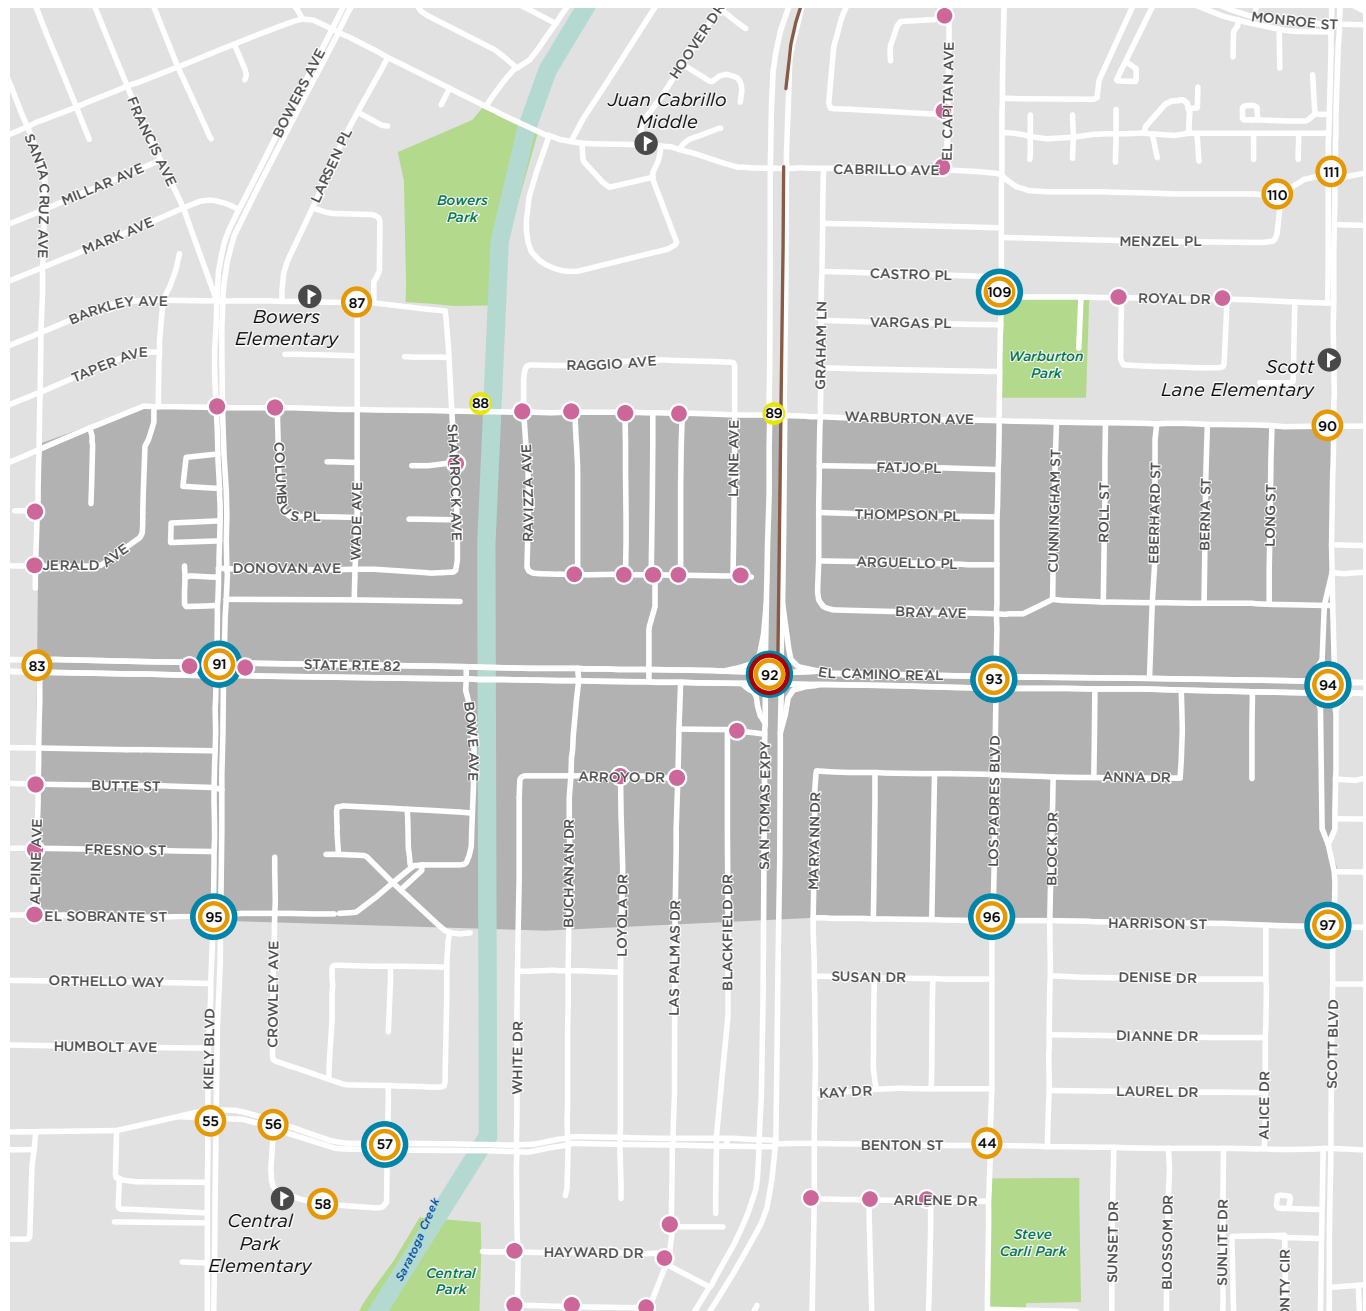 MONROE ST
HOOVER DR
BOWERS AVE
EL CAPITAN AVE
Juan Cabrillo
Middle
FRANCIS AVE
SANTA CRUZ AVE
LARSEN PL
CABRILLO AVE
111
110
MILLAR AVE
Bowers
Park
MARK AVE
MENZEL PL
CASTRO PL
109
ROYAL DR
BARKLEY AVE
87
Bowers
Elementary
VARGAS PL
GRAHAM LN
Warburton
Park
Scott
Lane Elementary
TAPER AVE
RAGGIO AVE
88
89
WARBURTON AVE
90
COLUMBUS PL
SHAMROCK AVE
RAVIZZA AVE
LAINE AVE
FATJO PL
CUNNINGHAM ST
ROLL ST
EBERHARD ST
BERNA ST
LONG ST
WADE AVE
THOMPSON PL
JERALD AVE
DONOVAN AVE
ARGUELLO PL
BRAY AVE
83
91
STATE RTE 82
92
EL CAMINO REAL
93
94
BOWE AVE
SAN TOMAS EXPY
LOS PADRES BLVD
BUTTE ST
ARROYO DR
ANNA DR
MARYANN DR
BLOCK DR
ALPINE AVE
FRESNO ST
BUCHANAN DR
LOYOLA DR
LAS PALMAS DR
BLACKFIELD DR
EL SOBRANTE ST
95
96
HARRISON ST
97
CROWLEY AVE
ORTHELLO WAY
SUSAN DR
DENISE DR
KIELY BLVD
WHITE DR
SCOTT BLVD
HUMBOLT AVE
DIANNE DR
KAY DR
LAUREL DR
ALICE DR
55
56
57
BENTON ST
44
58
Central
Park
Elementary
ARLENE DR
Saratoga Creek
HAYWARD DR
Central
Park
Steve
Carli Park
SUNSET DR
BLOSSOM DR
SUNLITE DR
ONTY CIR